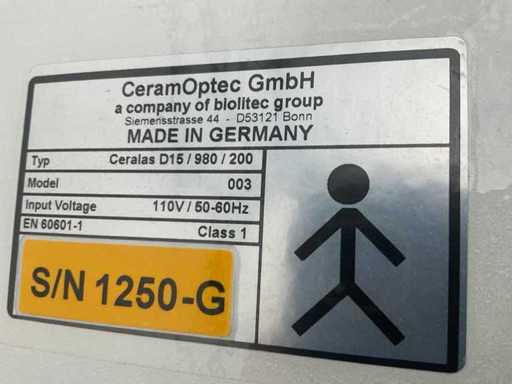 CeramOptec GmbH
a company of biolitec group
Siemensstrasse 44 - D53121 Bonn
MADE IN GERMANY
Typ Ceralas D15 / 980 / 200
Model 003
Input Voltage 110V / 50-60Hz
EN 60601-1 Class 1
S/N 1250-G